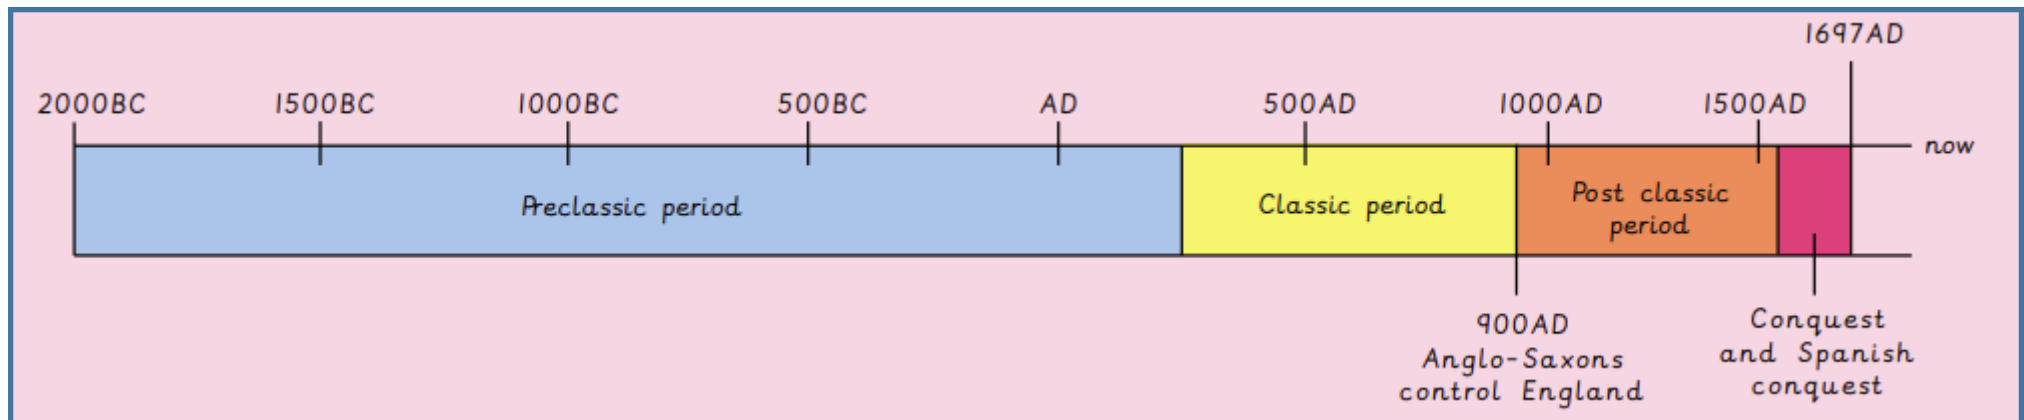 1697AD
2000BC 1500BC 1000BC 500BC AD 500AD 1000AD 1500AD
now
Preclassic period
Classic period
Post classic
period
900AD
Anglo-Saxons
control England
Conquest
and Spanish
conquest